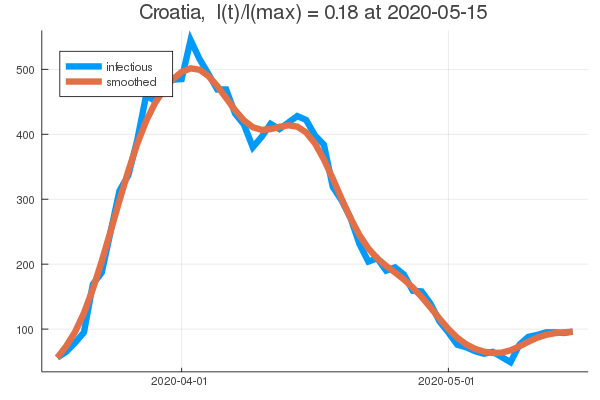 Croatia,  I(t)/I(max) = 0.18 at 2020-05-15
infectious
smoothed
500
400
300
200
100
2020-04-01
2020-05-01